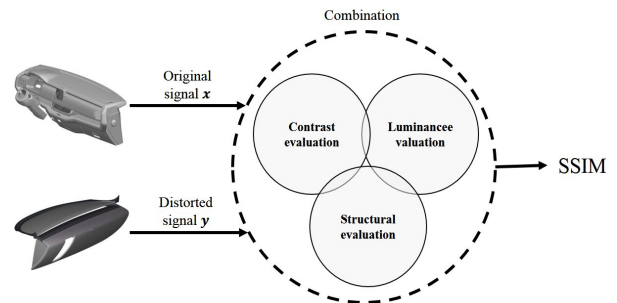 Combination
Original
signal x
Contrast
evaluation
Luminancee
valuation
SSIM
Distorted
signal y
Structural
evaluation